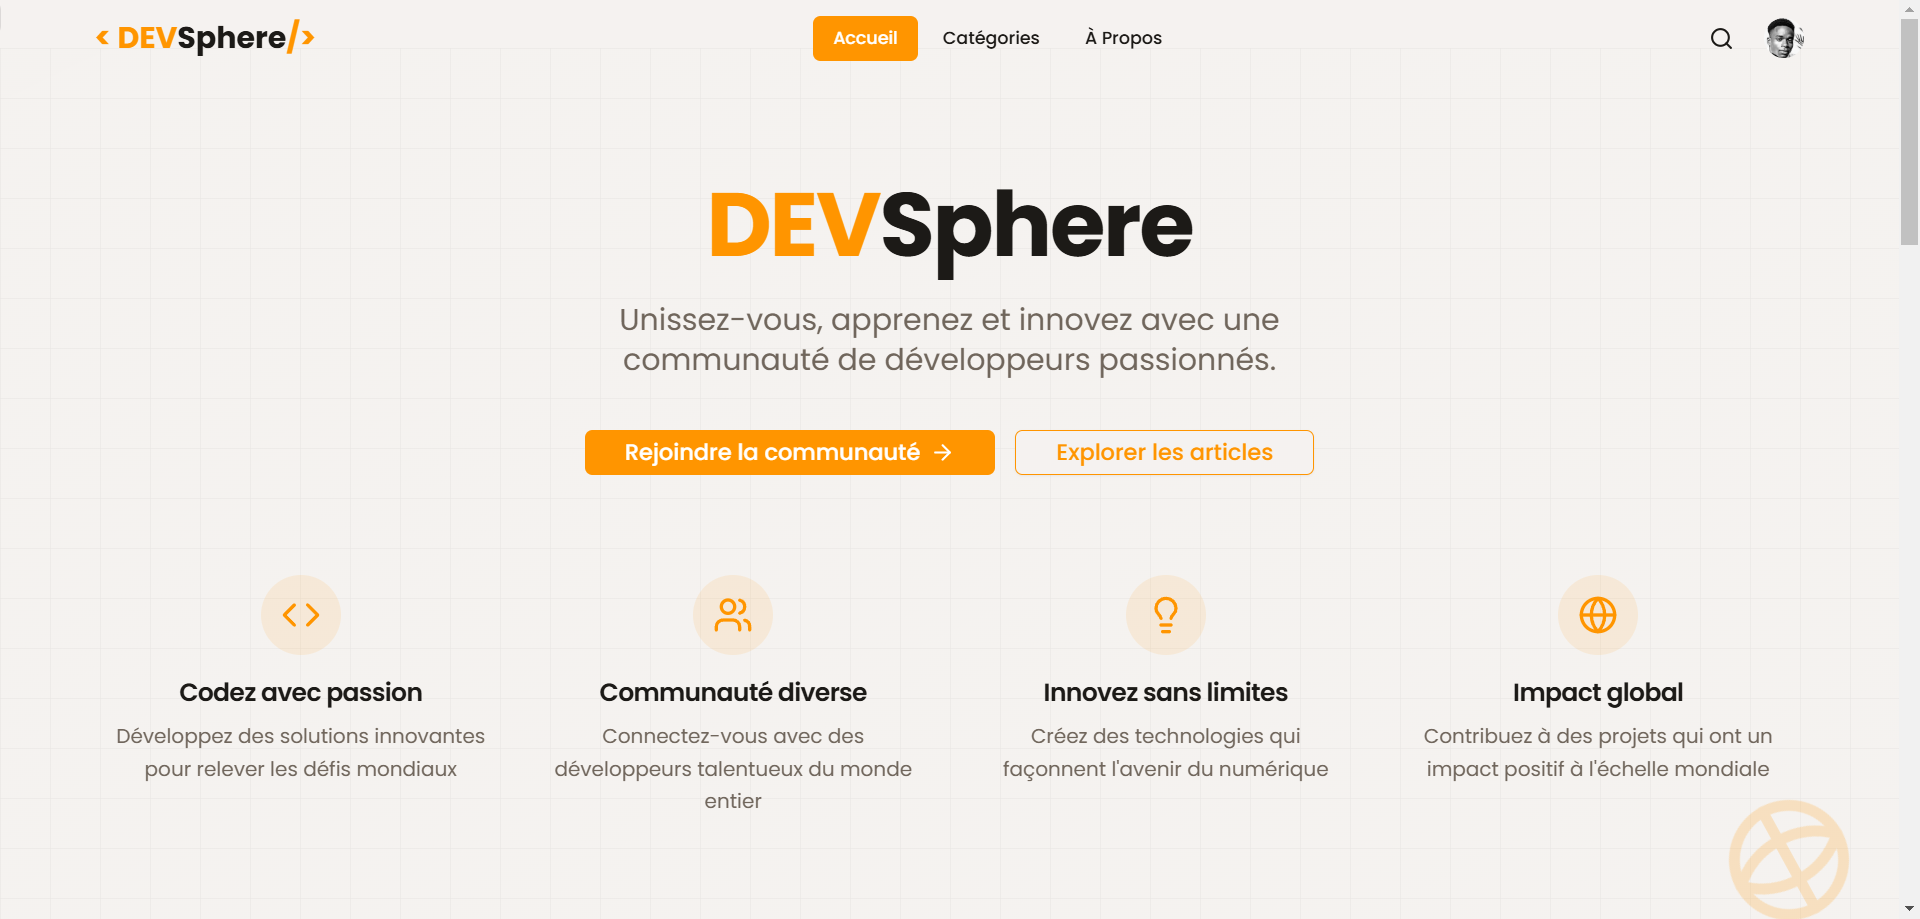 < DEVSphere/>
Accueil
Catégories
À Propos
DEVSphere
Unissez-vous, apprenez et innovez avec une
communauté de développeurs passionnés.
Rejoindre la communauté →
Explorer les articles
Codez avec passion
Développez des solutions innovantes
pour relever les défis mondiaux
Communauté diverse
Connectez-vous avec des
développeurs talentueux du monde
entier
Innovez sans limites
Créez des technologies qui
façonnent l'avenir du numérique
Impact global
Contribuez à des projets qui ont un
impact positif à l'échelle mondiale